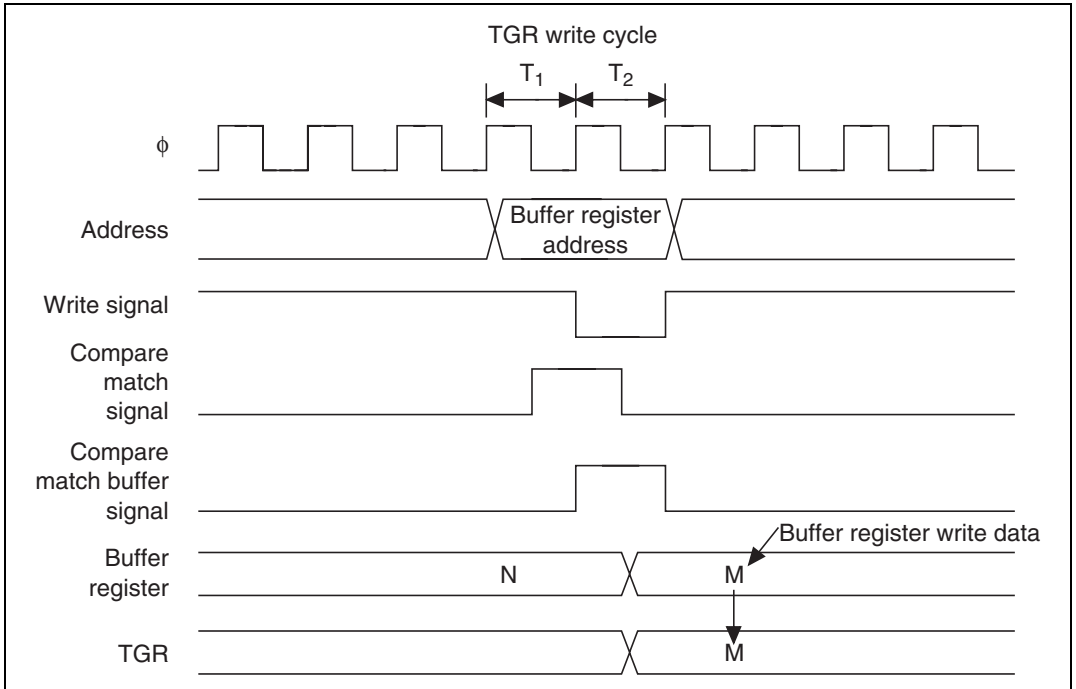 TGR write cycle
T1 T2
ϕ
Address
Buffer register
address
Write signal
Compare
match
signal
Compare
match buffer
signal
Buffer register write data
Buffer
register
N M
TGR
M